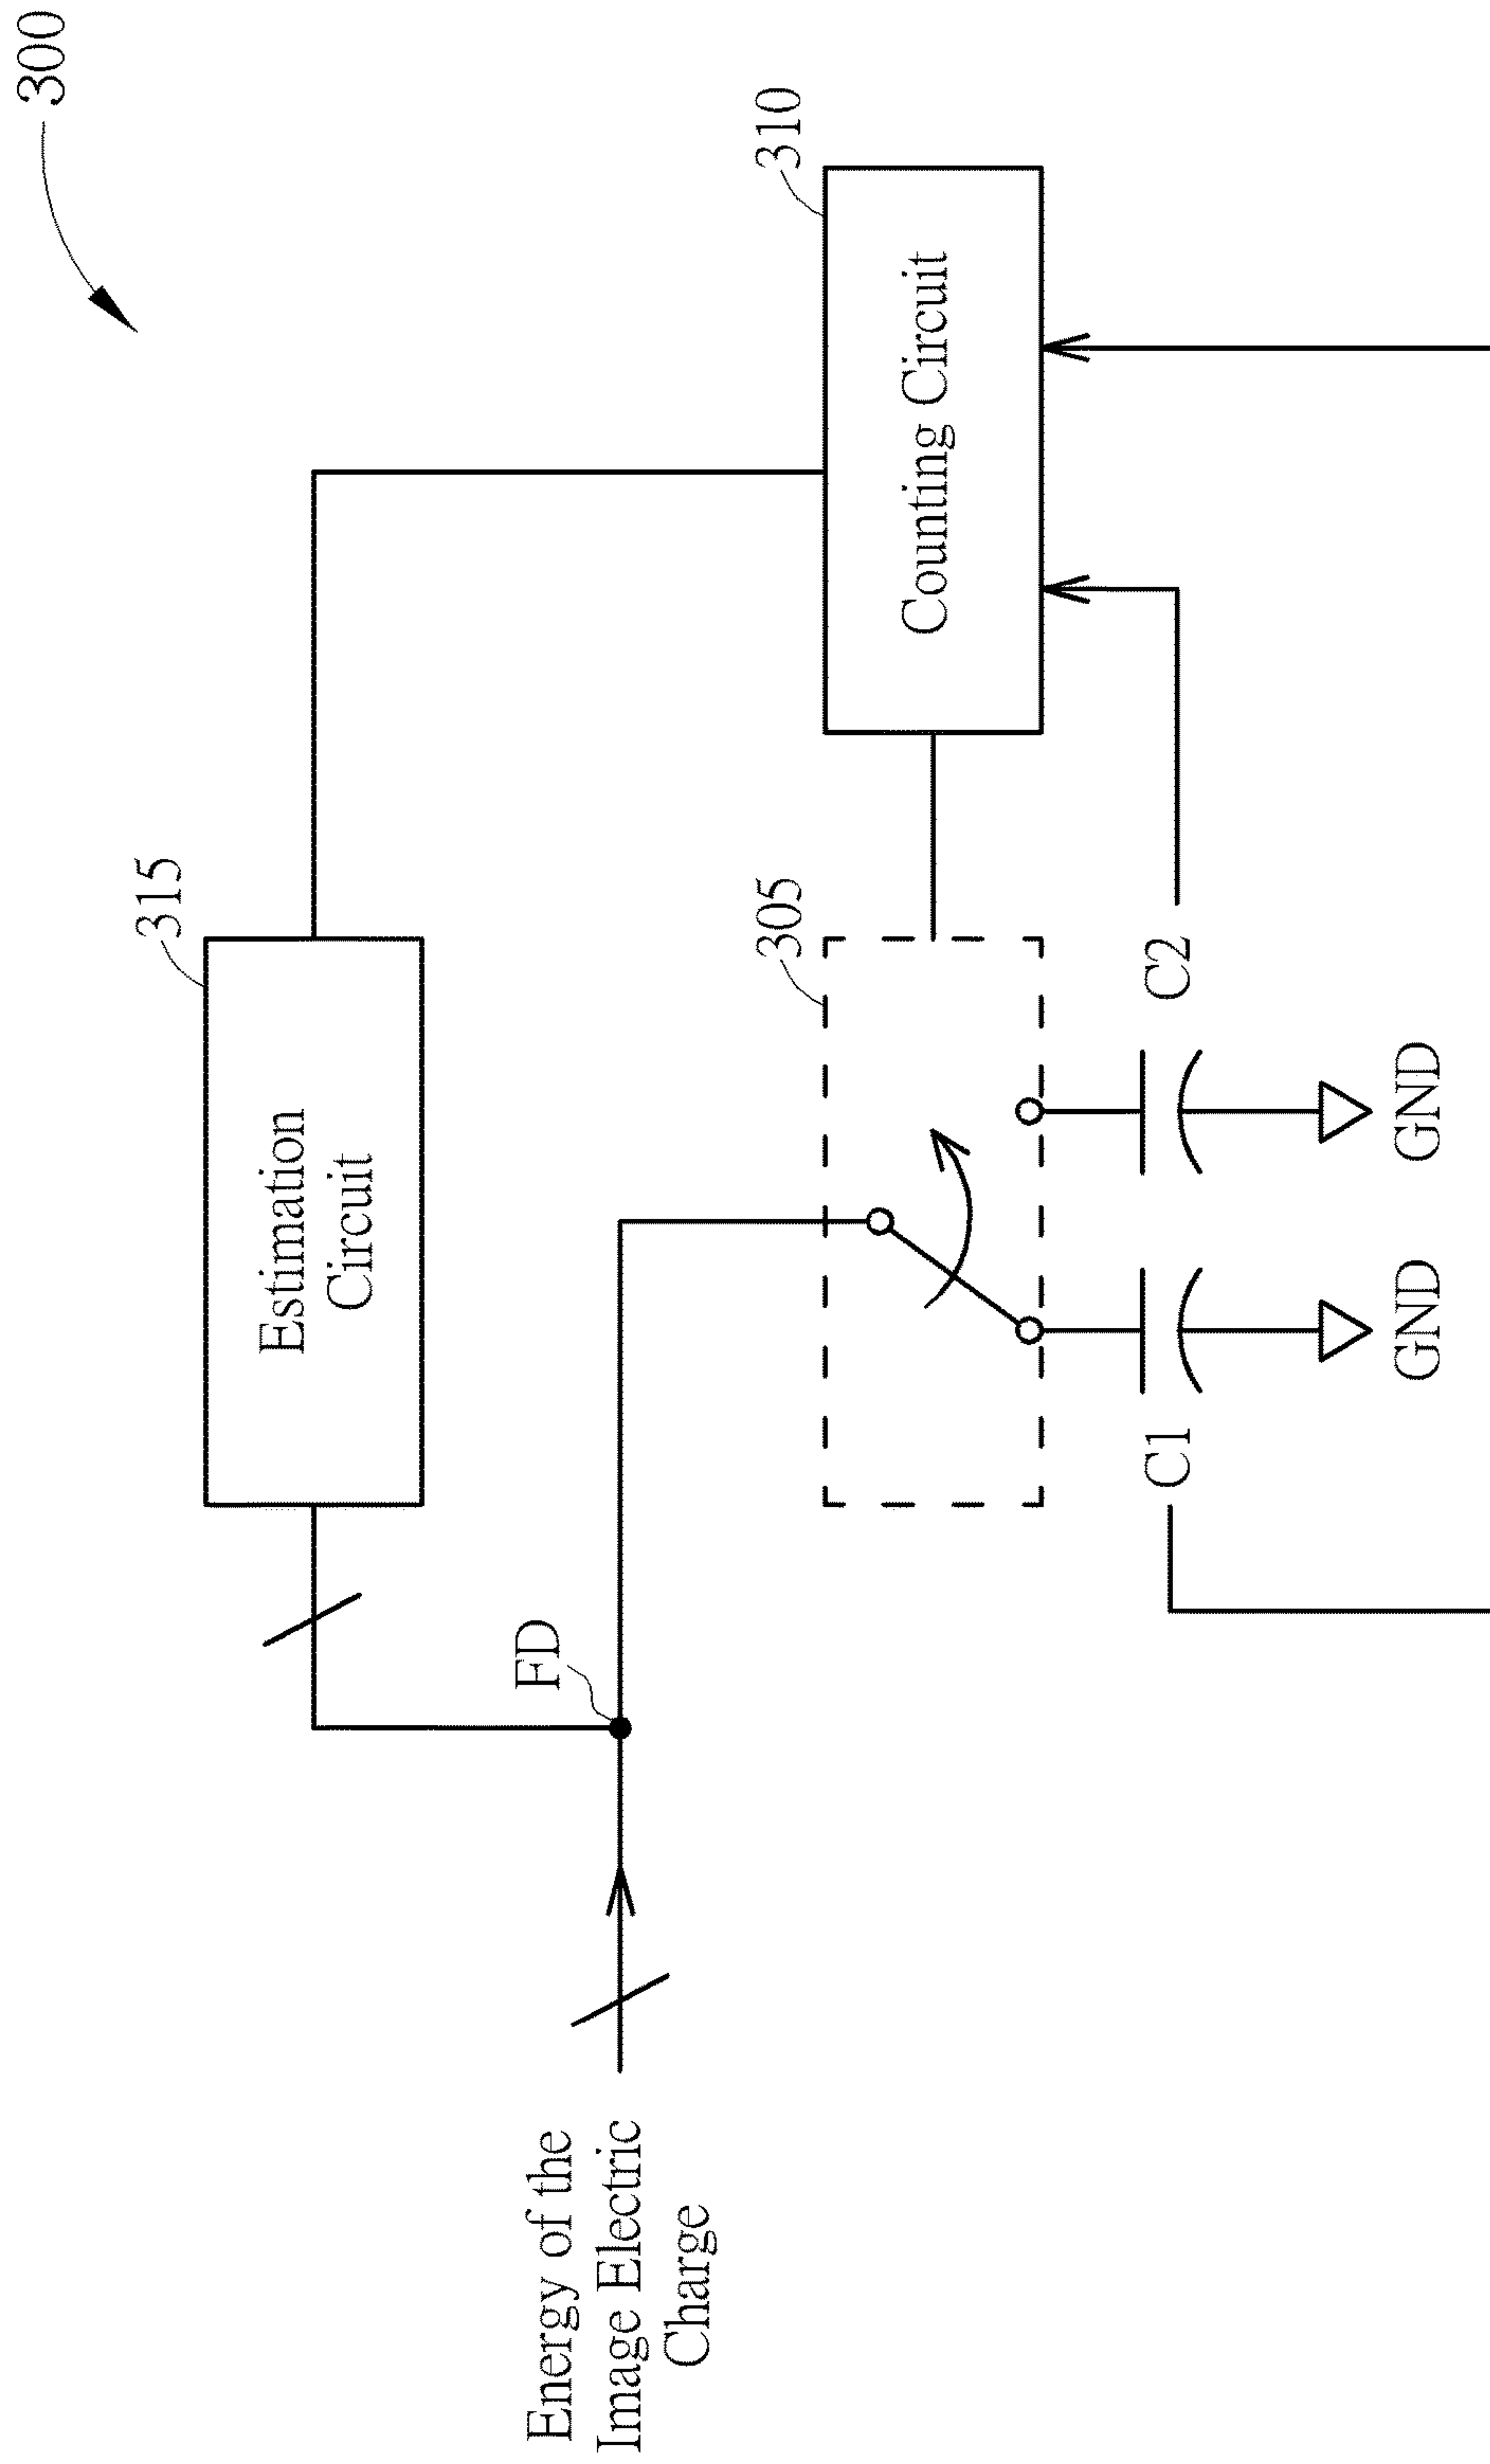 300
315
Estimation
Circuit
FD
Energy of the
Image Electric
Charge
305
310
Counting Circuit
C1
C2
GND
GND